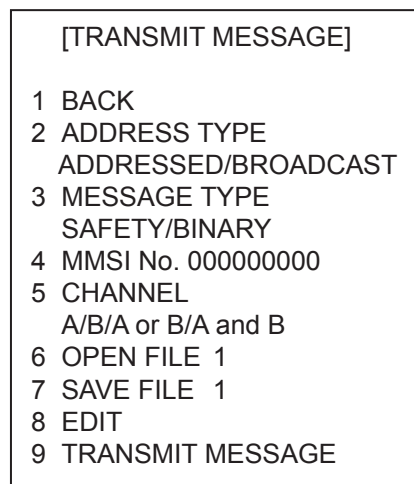 [TRANSMIT MESSAGE]
1 BACK
2 ADDRESS TYPE
ADDRESSED/BROADCAST
3 MESSAGE TYPE
SAFETY/BINARY
4 MMSI No. 000000000
5 CHANNEL
A/B/A or B/A and B
6 OPEN FILE 1
7 SAVE FILE 1
8 EDIT
9 TRANSMIT MESSAGE